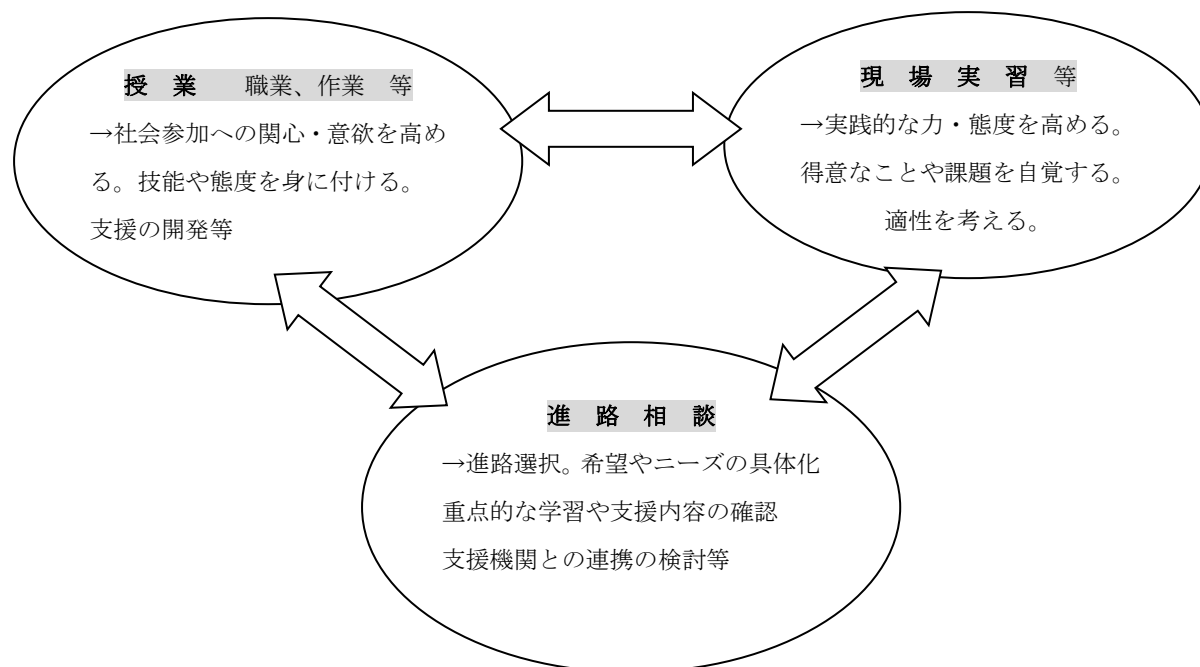 授　業　　職業、作業　等
→社会参加への関心・意欲を高め
る。技能や態度を身に付ける。
支援の開発等
現　場　実　習　等
→実践的な力・態度を高める。
得意なことや課題を自覚する。
適性を考える。
進　路　相　談
→進路選択。希望やニーズの具体化
重点的な学習や支援内容の確認
支援機関との連携の検討等